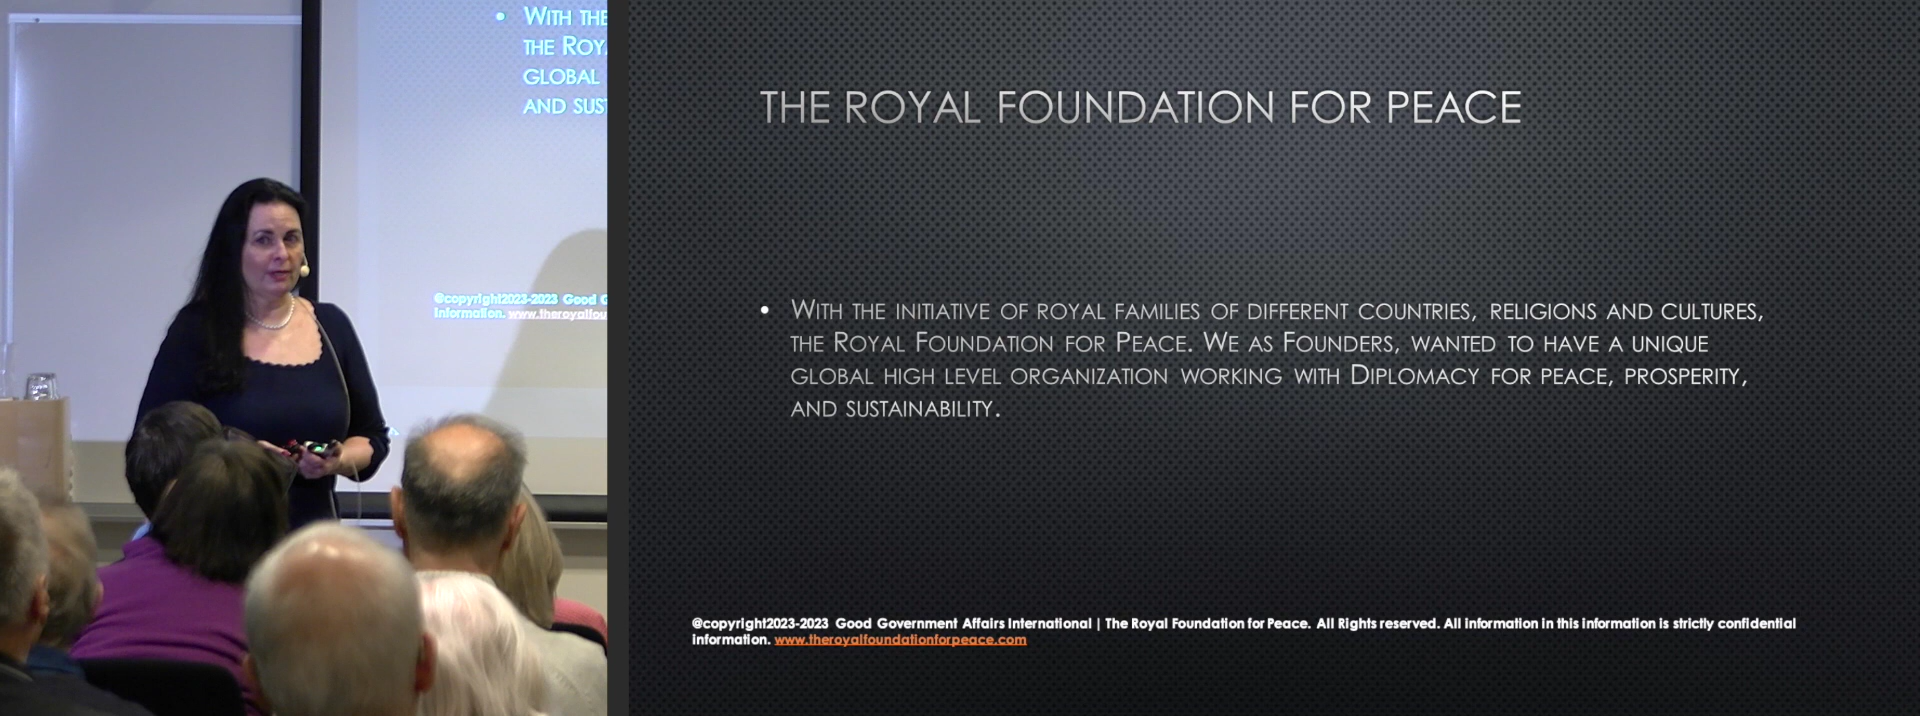 • With the
the Roy
global
and sus
@copyright2023-2023 Good G
information. www.theroyalfou
The Royal Foundation for Peace
• With the initiative of royal families of different countries, religions and cultures,
the Royal Foundation for Peace. We as Founders, wanted to have a unique
global high level organization working with Diplomacy for peace, prosperity,
and sustainability.
@copyright2023-2023 Good Government Affairs International | The Royal Foundation for Peace. All Rights reserved. All information in this information is strictly confidential
information. www.theroyalfoundationforpeace.com